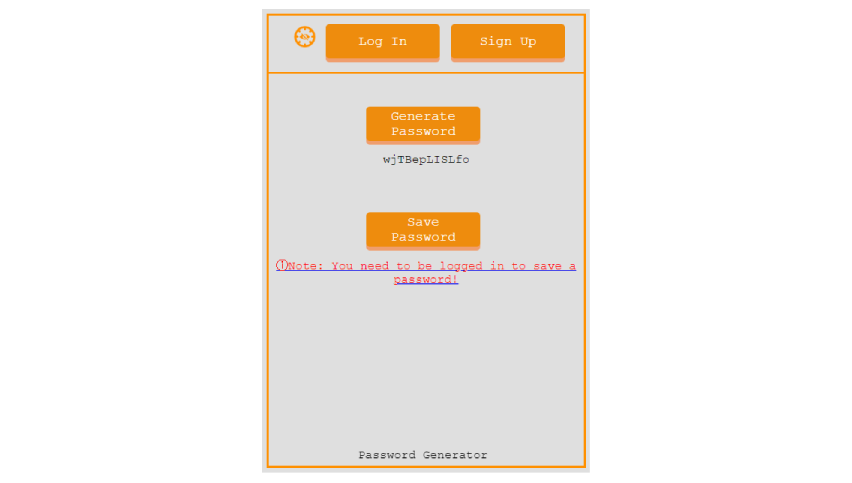 Log In
Sign Up
Generate
Password
wjTBepLISLfo
Save
Password
①Note: You need to be logged in to save a
password!
Password Generator